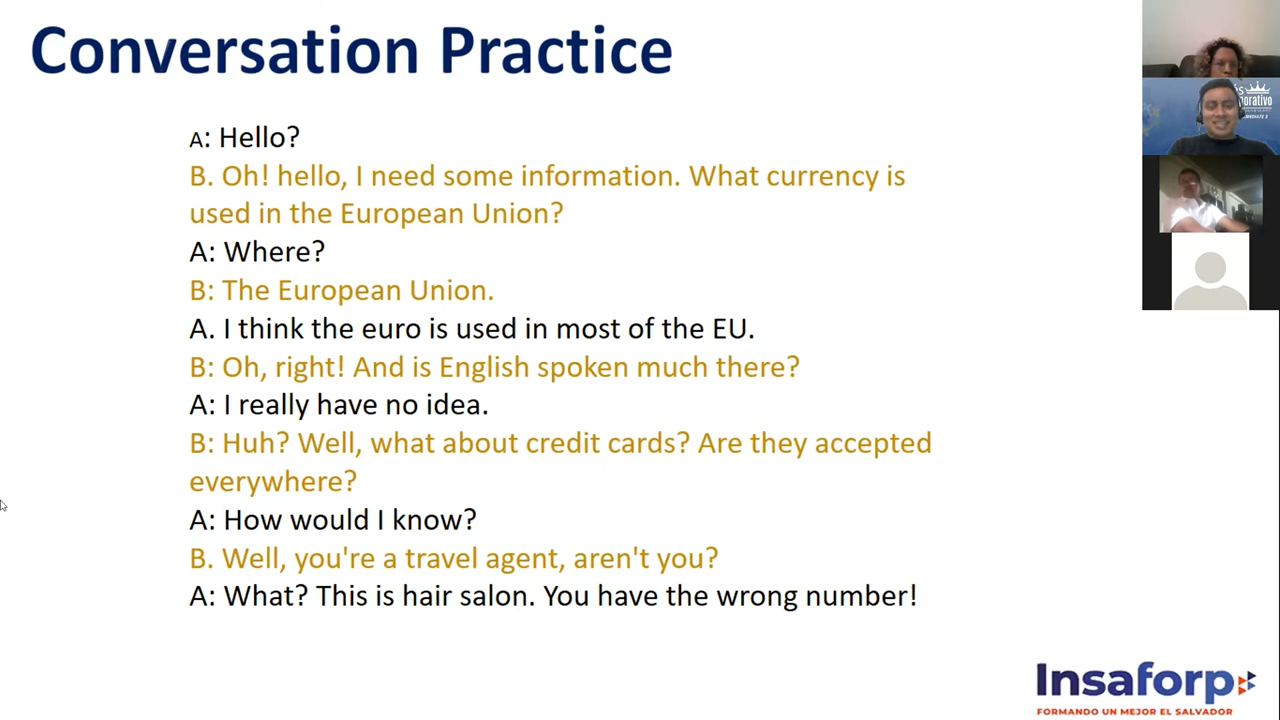 Conversation Practice
A: Hello?
B. Oh! hello, I need some information. What currency is
used in the European Union?
A: Where?
B: The European Union.
A. I think the euro is used in most of the EU.
B: Oh, right! And is English spoken much there?
A: I really have no idea.
B: Huh? Well, what about credit cards? Are they accepted
everywhere?
A: How would I know?
B. Well, you're a travel agent, aren't you?
A: What? This is hair salon. You have the wrong number!
Insaforp
FORMANDO UN MEJOR EL SALVADOR